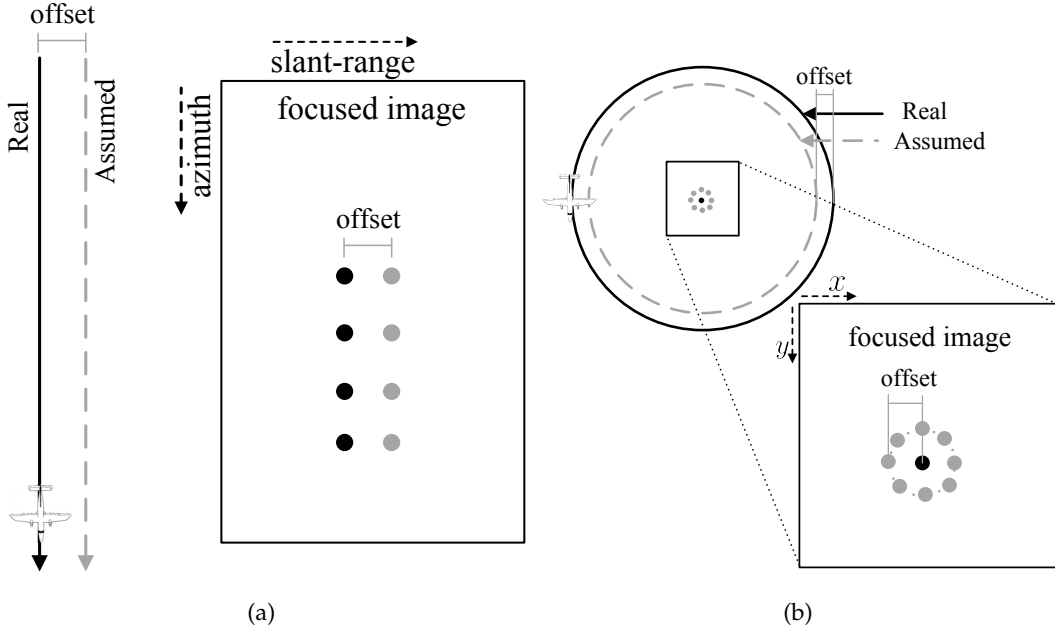 offset
Real
Assumed
slant-range
azimuth
focused image
offset
(a)
offset
Real
Assumed
x
y
focused image
offset
(b)